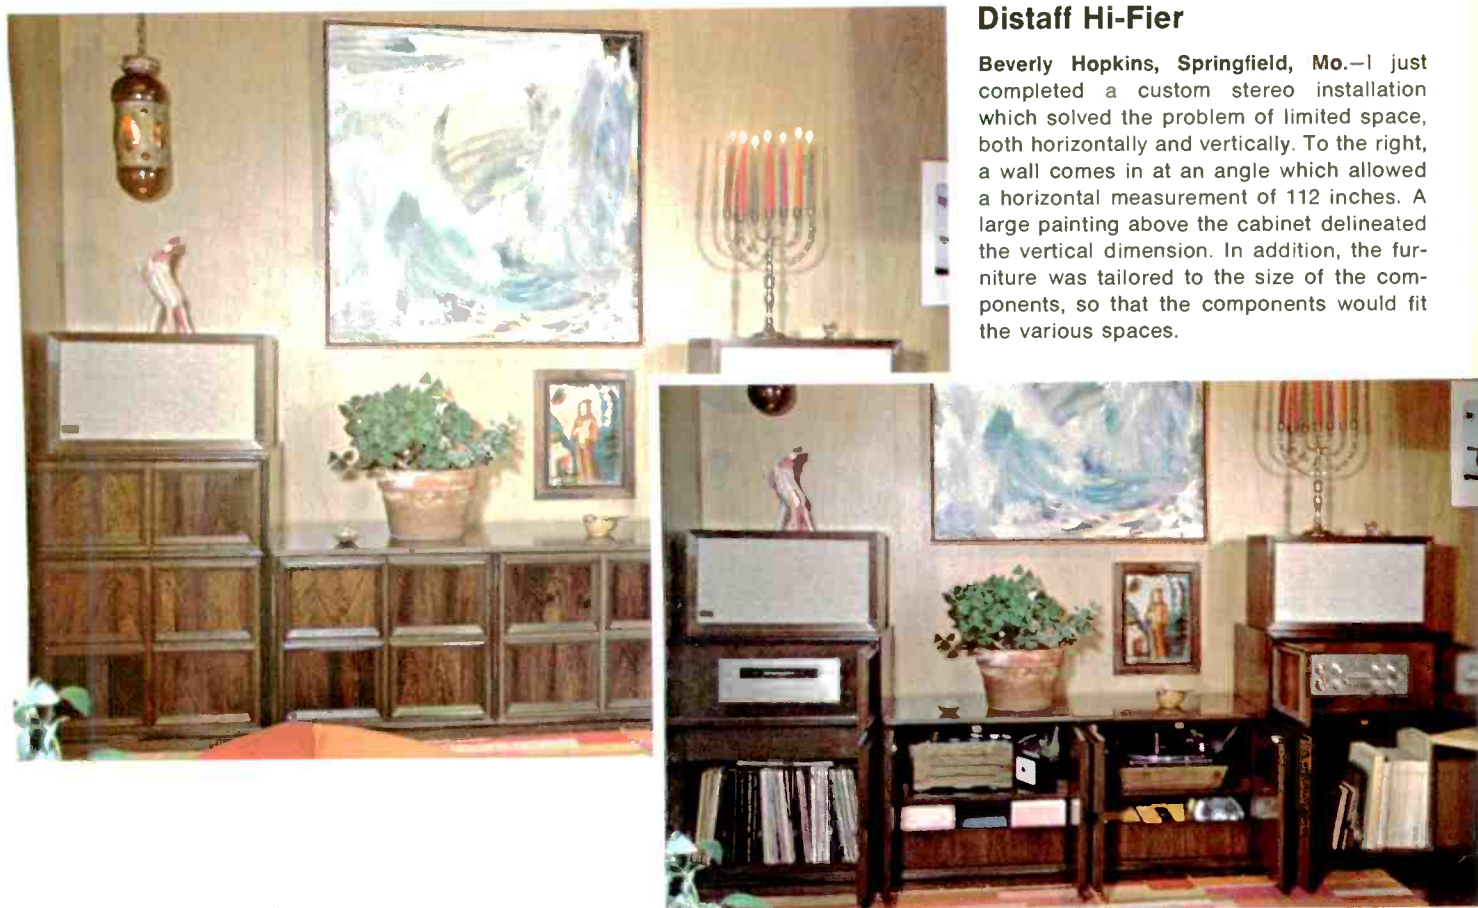 Distaff Hi-Fier
Beverly Hopkins, Springfield, Mo.—I just
completed a custom stereo installation
which solved the problem of limited space,
both horizontally and vertically. To the right,
a wall comes in at an angle which allowed
a horizontal measurement of 112 inches. A
large painting above the cabinet delineated
the vertical dimension. In addition, the fur-
niture was tailored to the size of the com-
ponents, so that the components would fit
the various spaces.